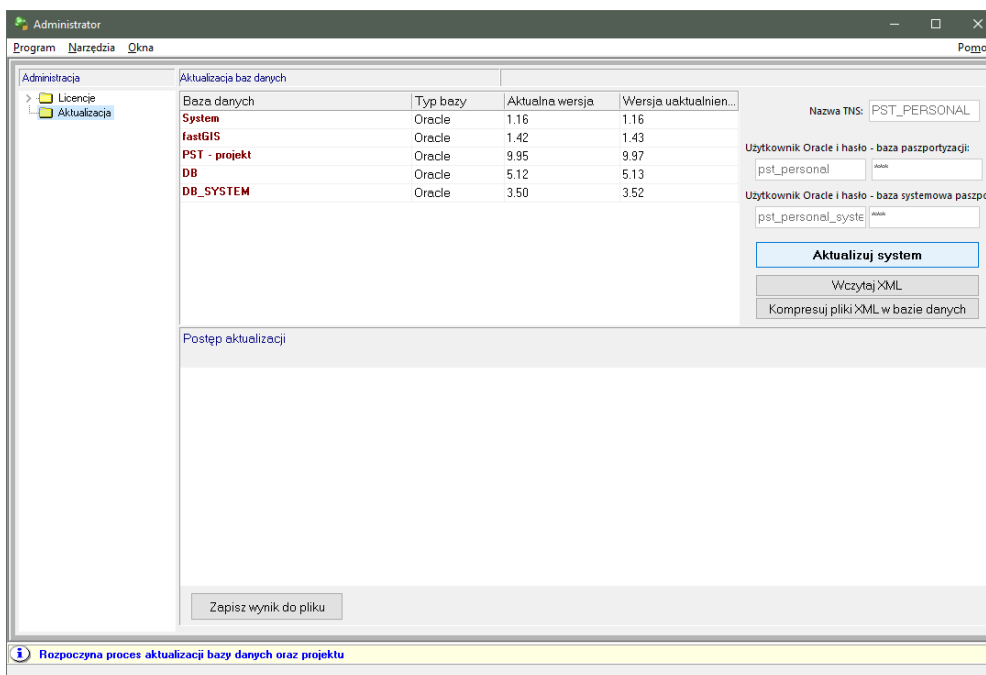 Administrator
Program Narzędzia Okna Pomo
Administracja
Aktualizacja baz danych
Licencje
Aktualizacja
Baza danych Typ bazy Aktualna wersja Wersja uaktualnien...
System Oracle 1.16 1.16
fastGIS Oracle 1.42 1.43
PST - projekt Oracle 9.95 9.97
DB Oracle 5.12 5.13
DB_SYSTEM Oracle 3.50 3.52
Nazwa TNS: PST_PERSONAL
Użytkownik Oracle i hasło - baza paszportyzacji:
pst_personal ****
Użytkownik Oracle i hasło - baza systemowa paszpo
pst_personal_syste ****
Aktualizuj system
Wczytaj XML
Kompresuj pliki XML w bazie danych
Postęp aktualizacji
Zapisz wynik do pliku
Rozpoczyna proces aktualizacji bazy danych oraz projektu